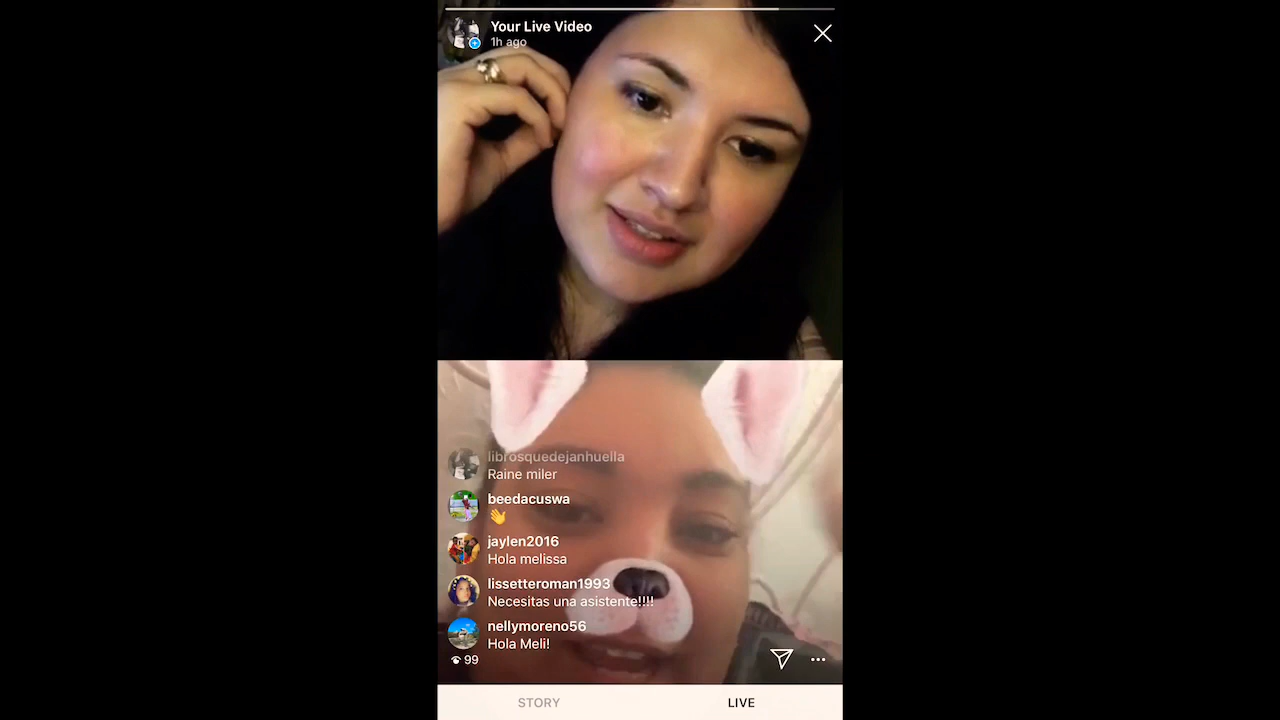 Your Live Video
1h ago
librosquedejanhuella
Raine miler
beedacuswa
👋
jaylen2016
Hola melissa
lissetteroman1993
Necesitas una asistente!!!!
nellymoreno56
Hola Meli!
99
STORY
LIVE